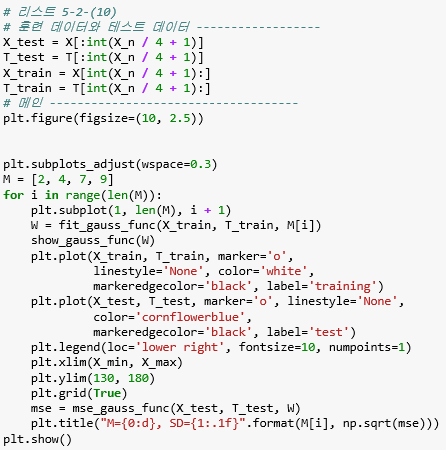 # 리스트 5-2-(10)
# 훈련 데이터와 테스트 데이터 ------------------
X_test = X[:int(X_n / 4 + 1)]
T_test = T[:int(X_n / 4 + 1)]
X_train = X[int(X_n / 4 + 1):]
T_train = T[int(X_n / 4 + 1):]
# 메인 ------------------------------------
plt.figure(figsize=(10, 2.5))
plt.subplots_adjust(wspace=0.3)
M = [2, 4, 7, 9]
for i in range(len(M)):
    plt.subplot(1, len(M), i + 1)
    W = fit_gauss_func(X_train, T_train, M[i])
    show_gauss_func(W)
    plt.plot(X_train, T_train, marker='o',
             linestyle='None', color='white',
             markeredgecolor='black', label='training')
    plt.plot(X_test, T_test, marker='o', linestyle='None',
             color='cornflowerblue',
             markeredgecolor='black', label='test')
    plt.legend(loc='lower right', fontsize=10, numpoints=1)
    plt.xlim(X_min, X_max)
    plt.ylim(130, 180)
    plt.grid(True)
    mse = mse_gauss_func(X_test, T_test, W)
    plt.title("M={0:d}, SD={1:.1f}".format(M[i], np.sqrt(mse)))
plt.show()